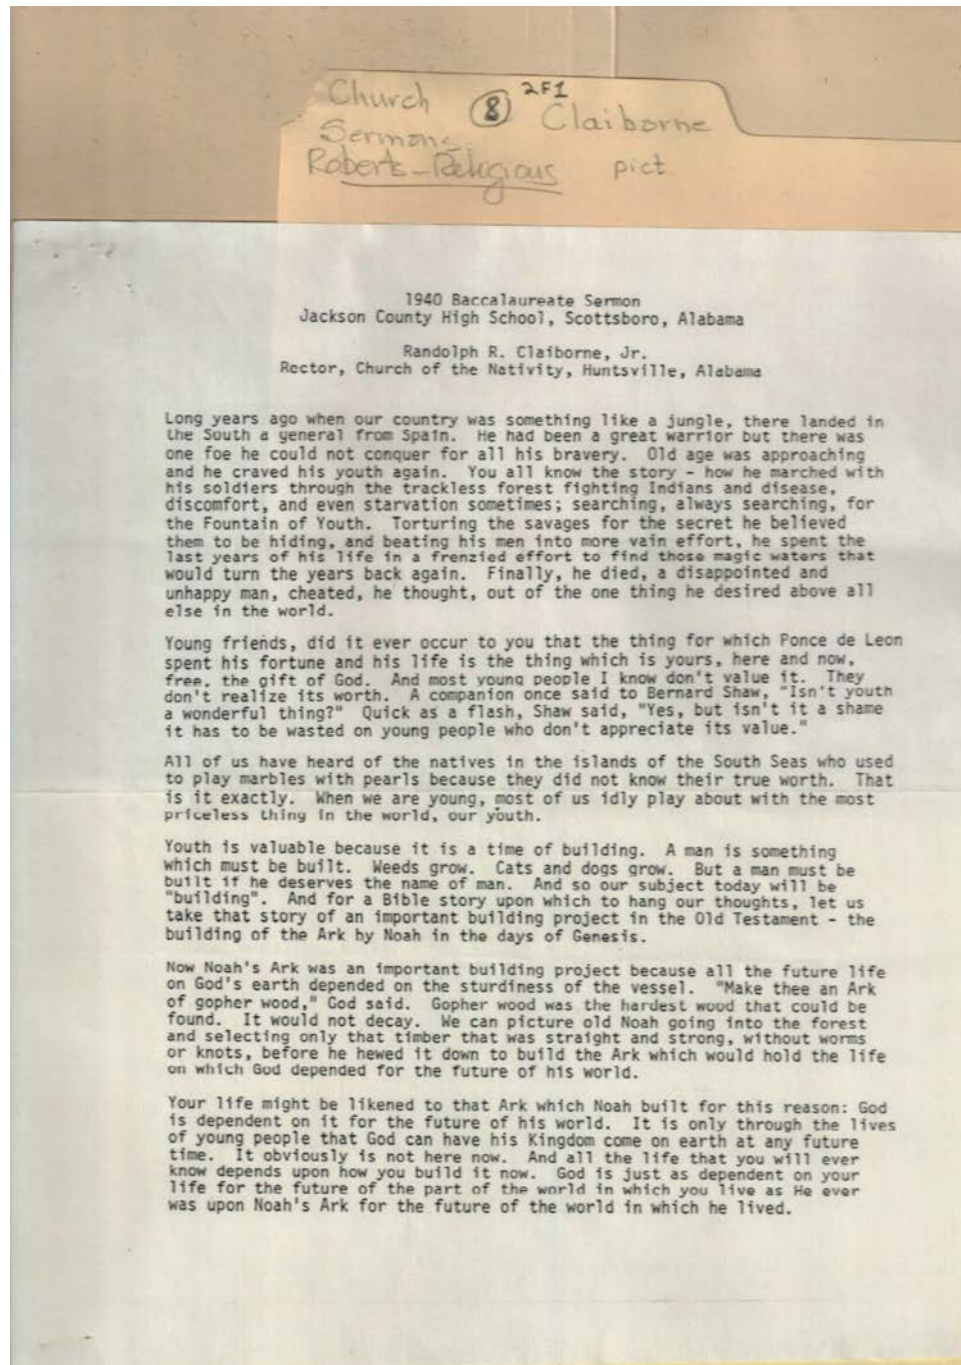 Church ⑧ 2F1 Claiborne
Sermons
Roberts-Religious pict
1940 Baccalaureate Sermon
Jackson County High School, Scottsboro, Alabama
Randolph R. Claiborne, Jr.
Rector, Church of the Nativity, Huntsville, Alabama
Long years ago when our country was something like a jungle, there landed in
the South a general from Spain. He had been a great warrior but there was
one foe he could not conquer for all his bravery. Old age was approaching
and he craved his youth again. You all know the story - how he marched with
his soldiers through the trackless forest fighting Indians and disease,
discomfort, and even starvation sometimes; searching, always searching, for
the Fountain of Youth. Torturing the savages for the secret he believed
them to be hiding, and beating his men into more vain effort, he spent the
last years of his life in a frenzied effort to find those magic waters that
would turn the years back again. Finally, he died, a disappointed and
unhappy man, cheated, he thought, out of the one thing he desired above all
else in the world.
Young friends, did it ever occur to you that the thing for which Ponce de Leon
spent his fortune and his life is the thing which is yours, here and now,
free, the gift of God. And most young people I know don't value it. They
don't realize its worth. A companion once said to Bernard Shaw, "Isn't youth
a wonderful thing?" Quick as a flash, Shaw said, "Yes, but isn't it a shame
it has to be wasted on young people who don't appreciate its value."
All of us have heard of the natives in the islands of the South Seas who used
to play marbles with pearls because they did not know their true worth. That
is it exactly. When we are young, most of us idly play about with the most
priceless thing in the world, our youth.
Youth is valuable because it is a time of building. A man is something
which must be built. Weeds grow. Cats and dogs grow. But a man must be
built if he deserves the name of man. And so our subject today will be
"building". And for a Bible story upon which to hang our thoughts, let us
take that story of an important building project in the Old Testament - the
building of the Ark by Noah in the days of Genesis.
Now Noah's Ark was an important building project because all the future life
on God's earth depended on the sturdiness of the vessel. "Make thee an Ark
of gopher wood," God said. Gopher wood was the hardest wood that could be
found. It would not decay. We can picture old Noah going into the forest
and selecting only that timber that was straight and strong, without worms
or knots, before he hewed it down to build the Ark which would hold the life
on which God depended for the future of his world.
Your life might be likened to that Ark which Noah built for this reason: God
is dependent on it for the future of his world. It is only through the lives
of young people that God can have his Kingdom come on earth at any future
time. It obviously is not here now. And all the life that you will ever
know depends upon how you build it now. God is just as dependent on your
life for the future of the part of the world in which you live as He ever
was upon Noah's Ark for the future of the world in which he lived.